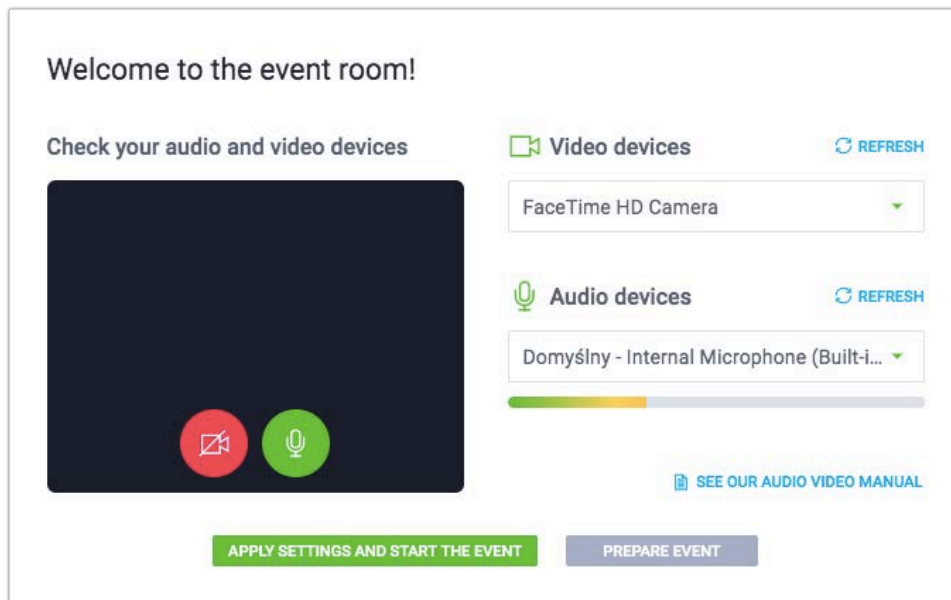 Welcome to the event room!
Check your audio and video devices
Video devices
REFRESH
FaceTime HD Camera
Audio devices
REFRESH
Domyślny - Internal Microphone (Built-i...
SEE OUR AUDIO VIDEO MANUAL
APPLY SETTINGS AND START THE EVENT
PREPARE EVENT